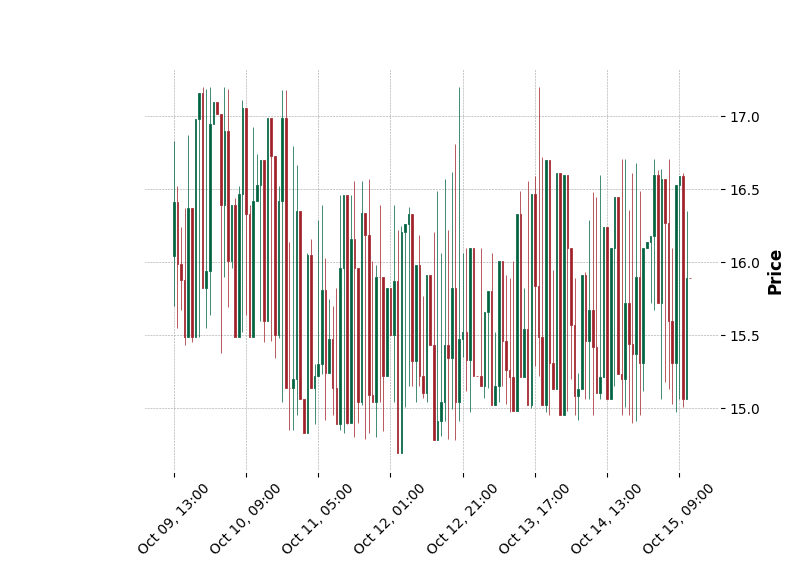 17.0
16.5
16.0
15.5
15.0
Price
Oct 09, 13:00
Oct 10, 09:00
Oct 11, 05:00
Oct 12, 01:00
Oct 12, 21:00
Oct 13, 17:00
Oct 14, 13:00
Oct 15, 09:00